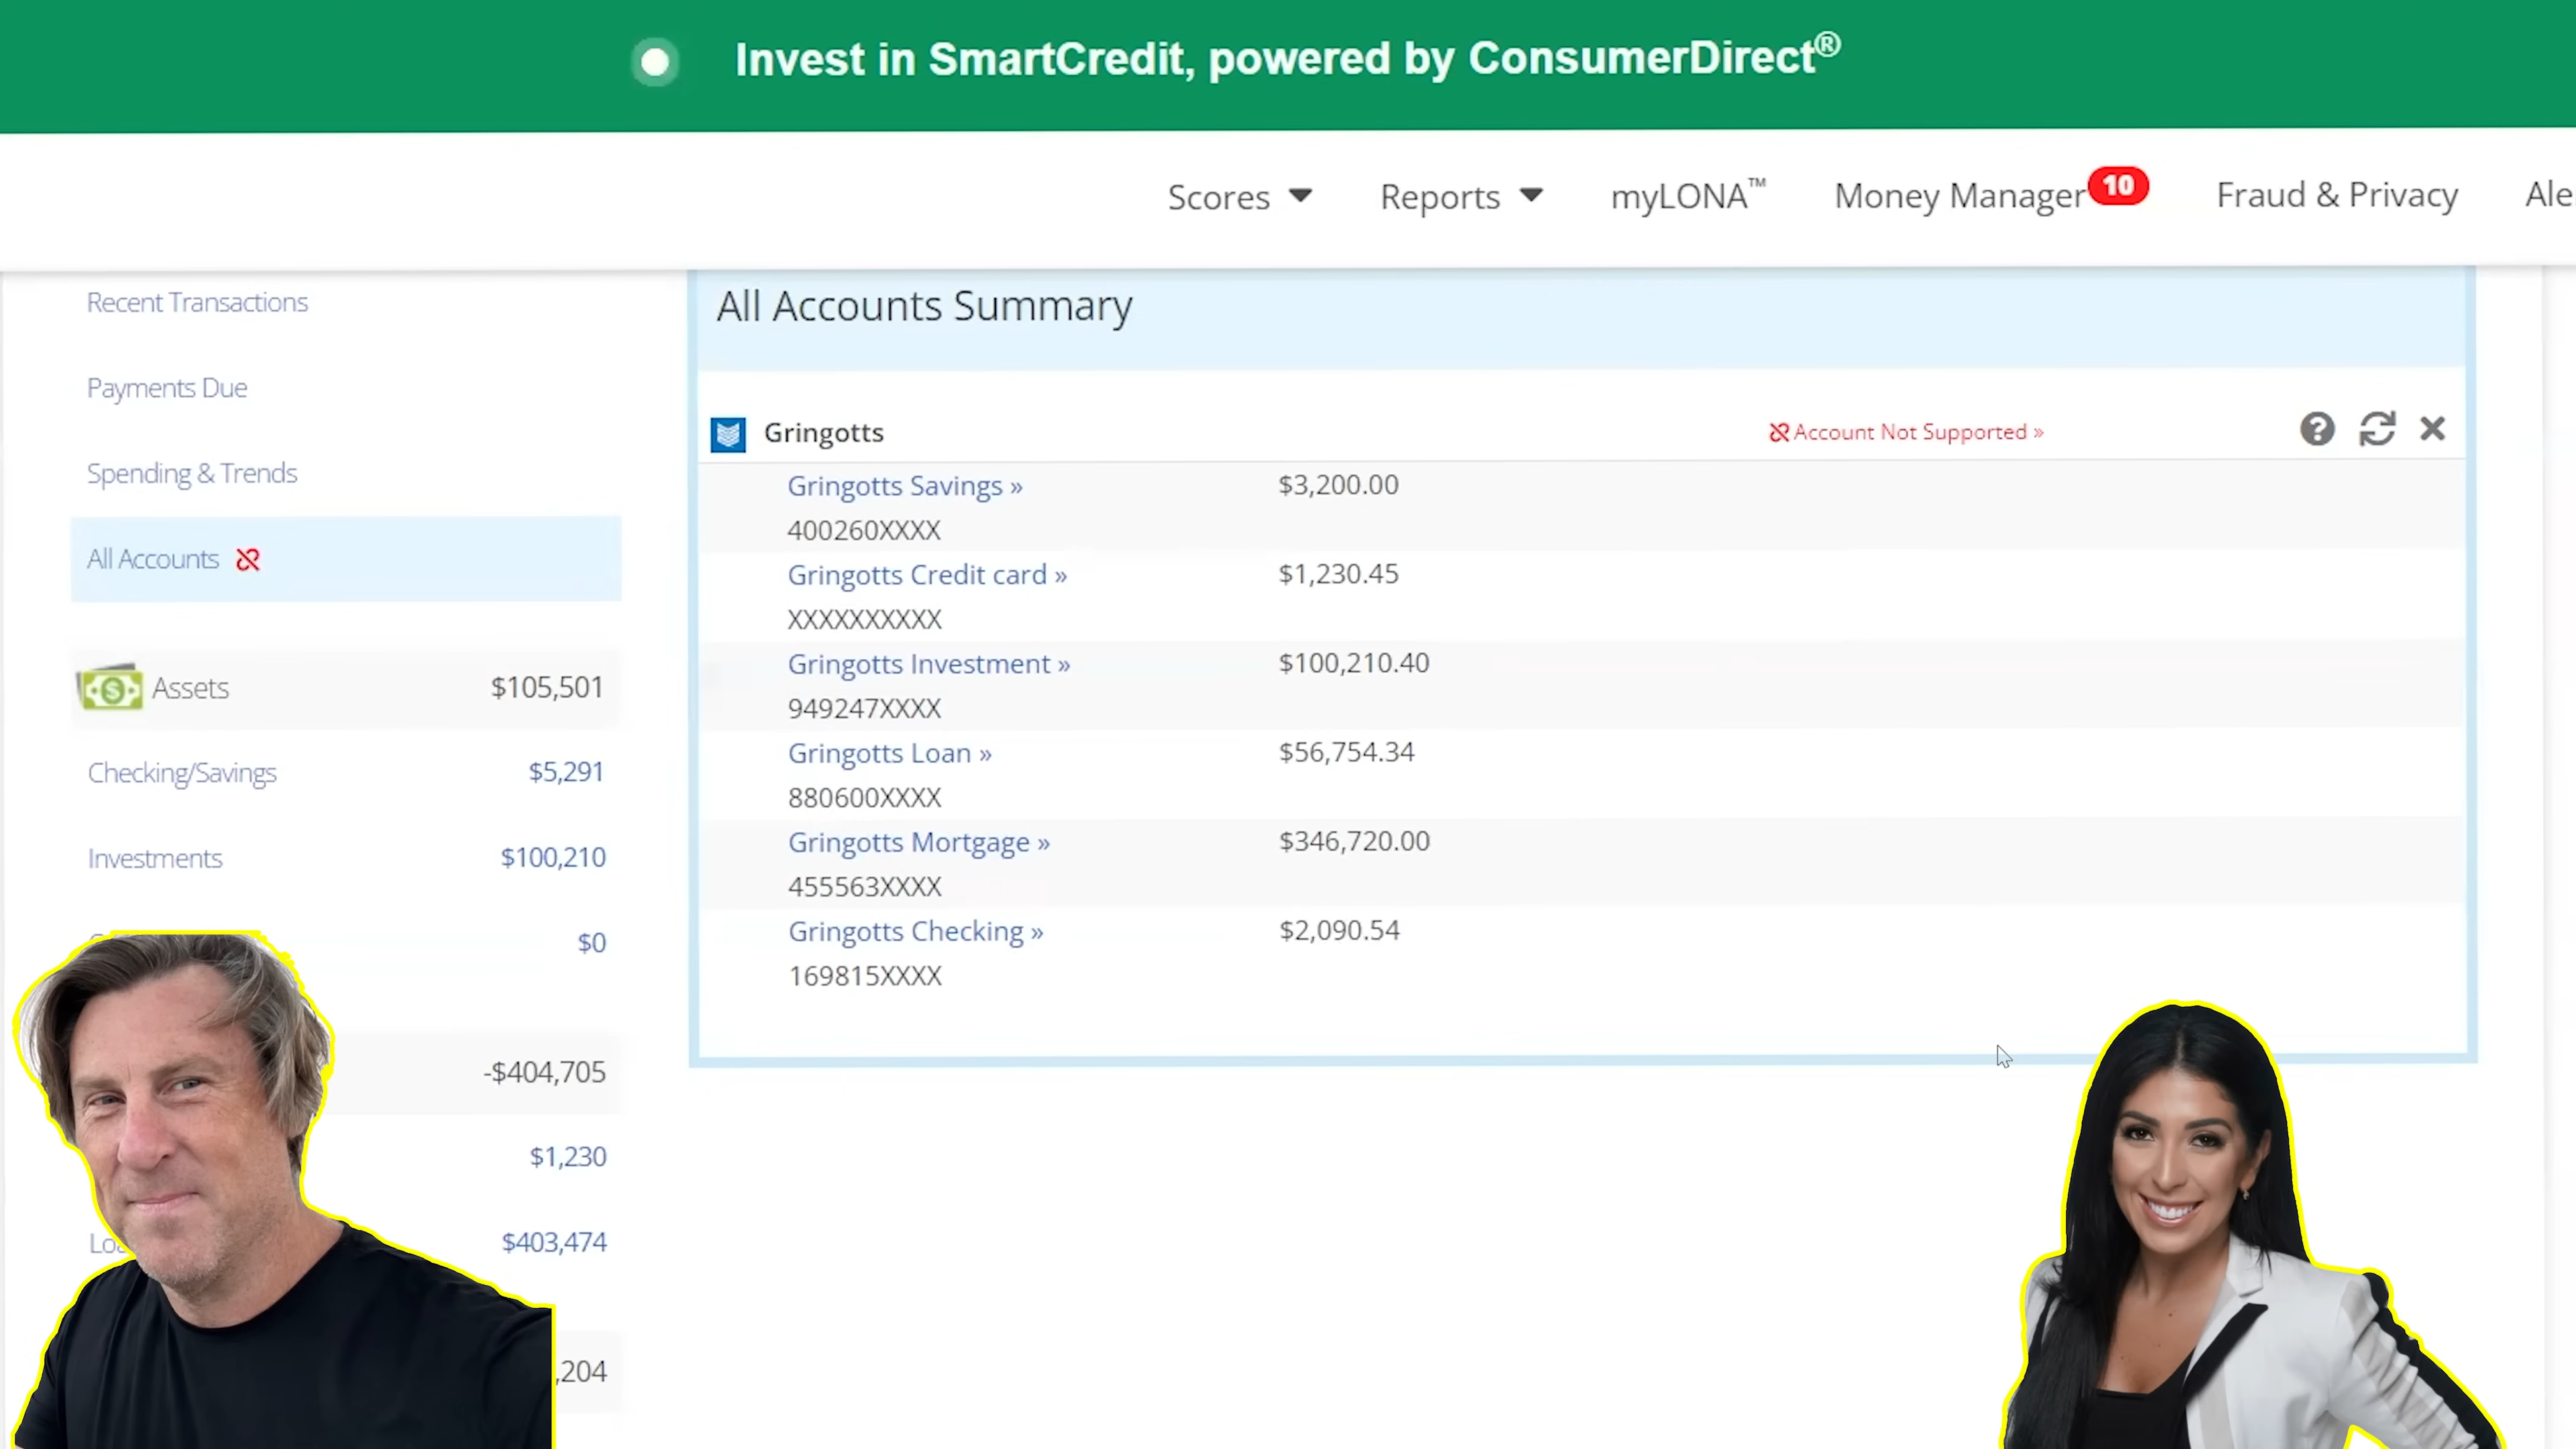 Invest in SmartCredit, powered by ConsumerDirect®
Scores Reports myLONA™ Money Manager 10 Fraud & Privacy
Recent Transactions
Payments Due
Spending & Trends
All Accounts
Assets $105,501
Checking/Savings $5,291
Investments $100,210
$0
-$404,705
$1,230
$403,474
,204
All Accounts Summary
Gringotts Account Not Supported »
Gringotts Savings » $3,200.00
400260XXXX
Gringotts Credit card » $1,230.45
XXXXXXXXXX
Gringotts Investment » $100,210.40
949247XXXX
Gringotts Loan » $56,754.34
880600XXXX
Gringotts Mortgage » $346,720.00
455563XXXX
Gringotts Checking » $2,090.54
169815XXXX